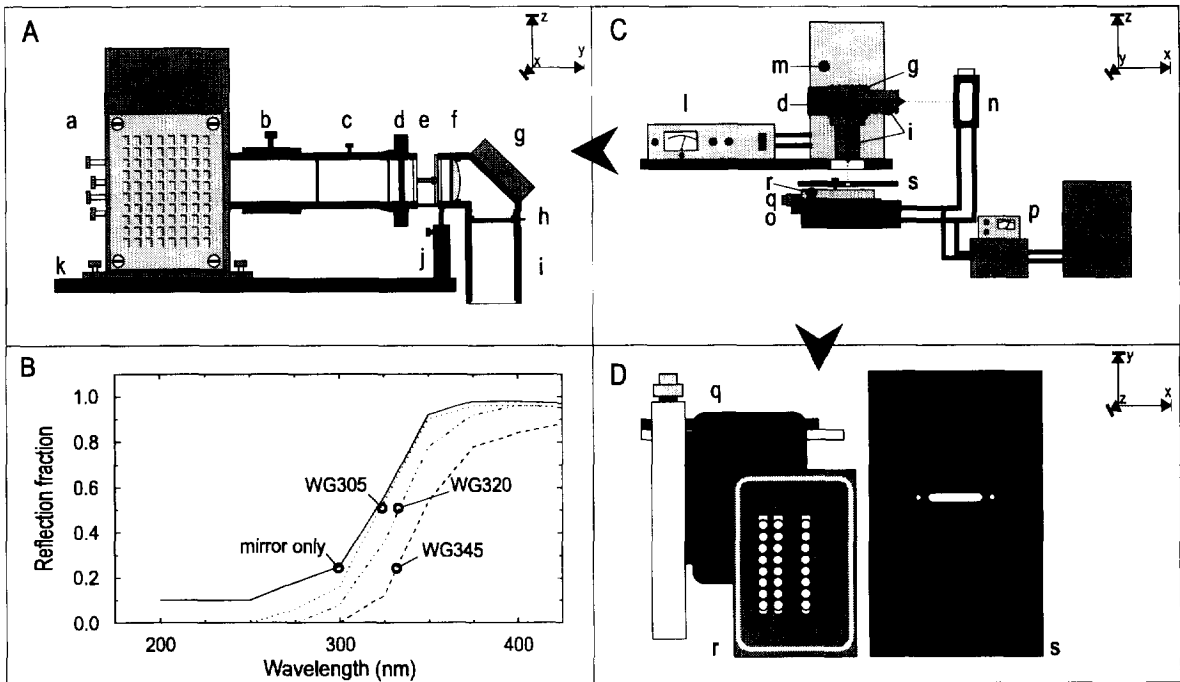 A
z
y
x
a
b
c
d
e
f
g
h
i
j
k
C
z
x
y
m
g
l
d
n
i
r
s
q
o
p
B
1.0
0.8
0.6
0.4
0.2
0.0
Reflection fraction
WG305
WG320
mirror only
WG345
200
300
400
Wavelength (nm)
D
y
x
z
q
r
s